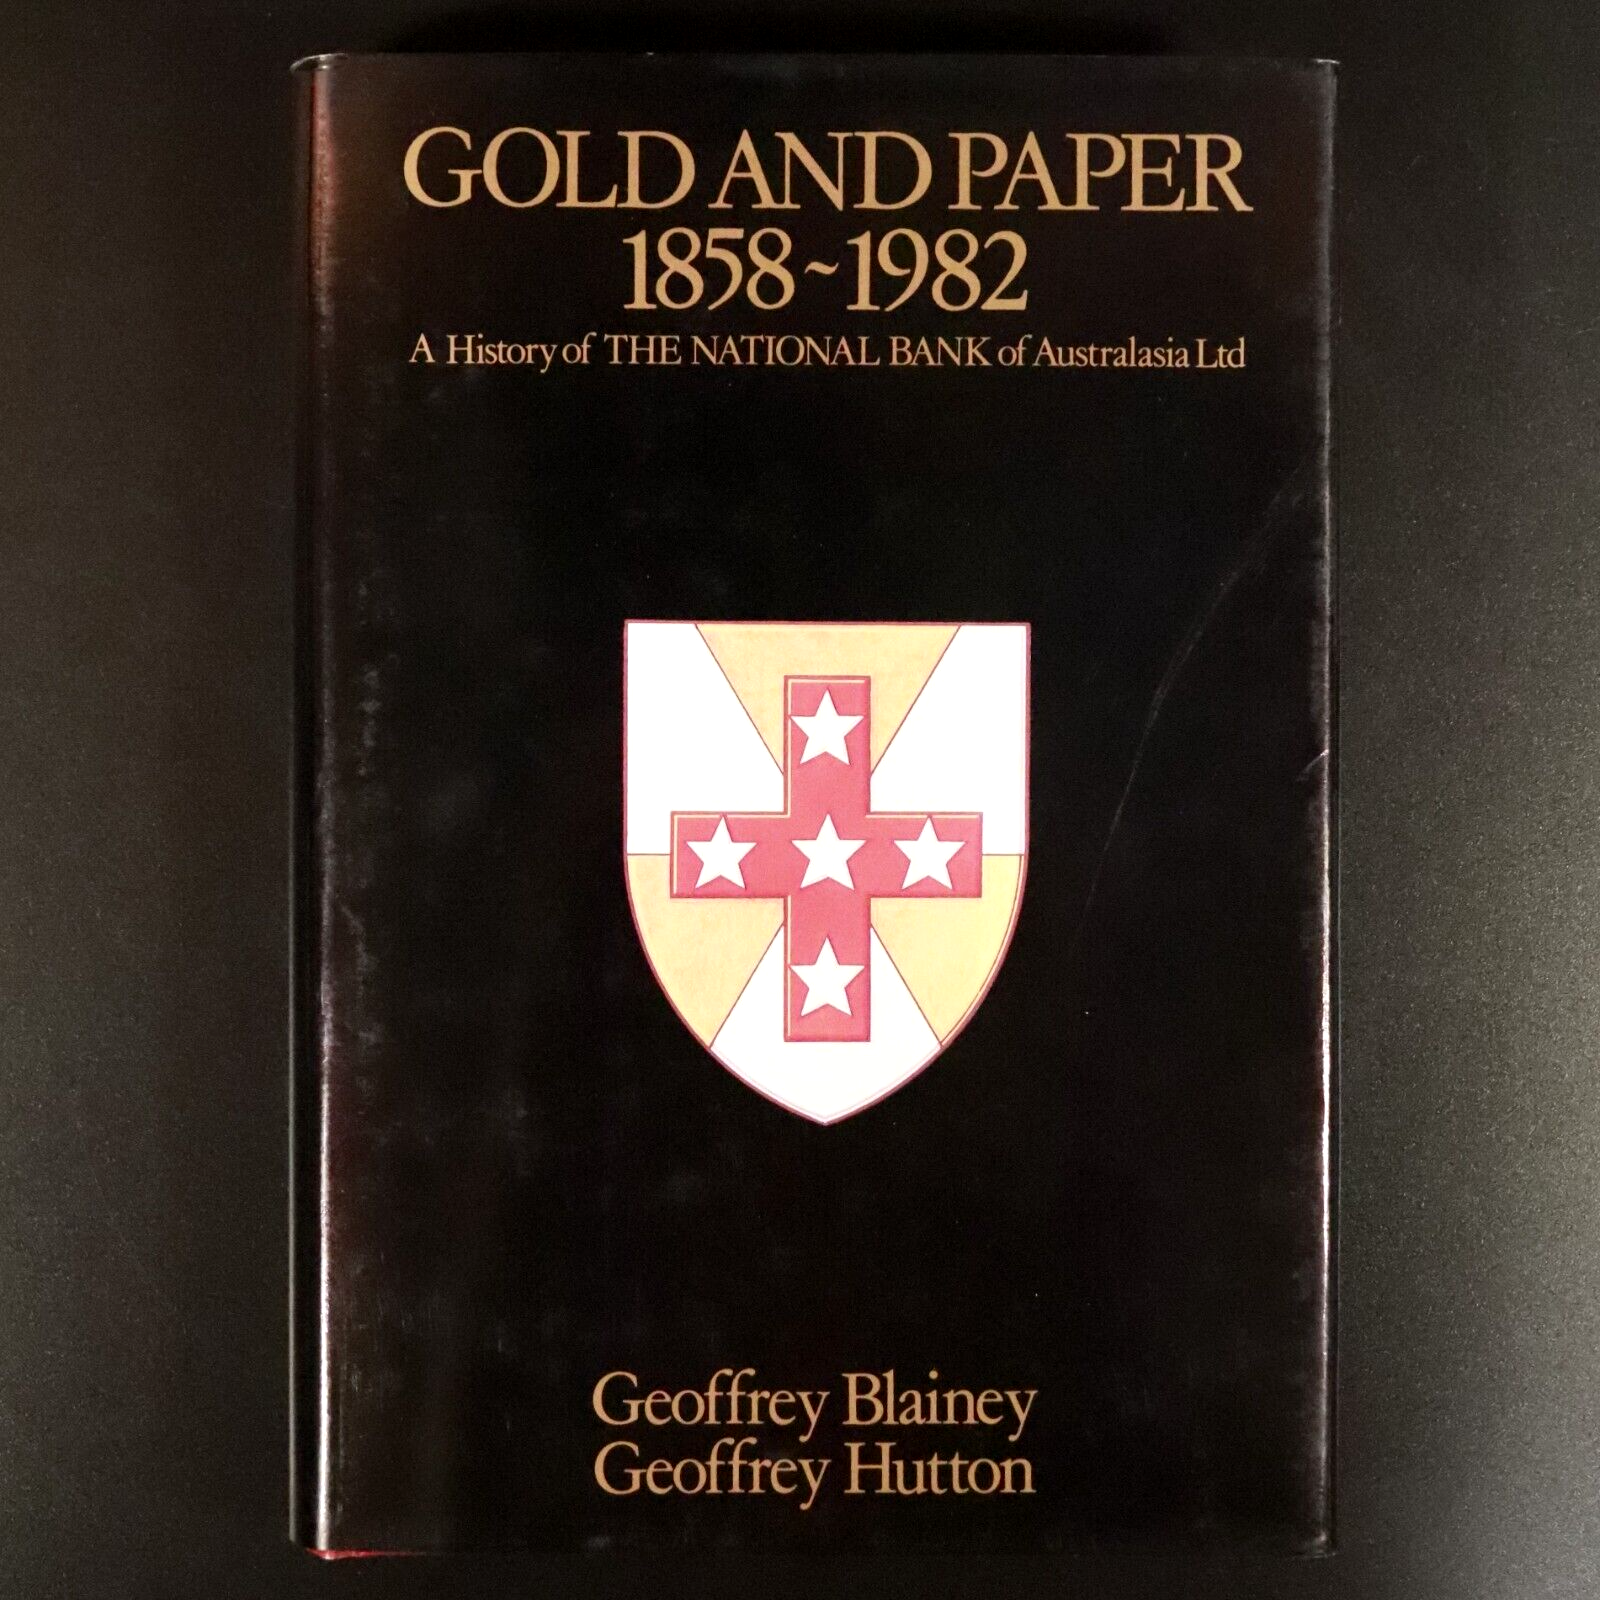 GOLD AND PAPER
1858~1982
A History of THE NATIONAL BANK of Australasia Ltd
Geoffrey Blainey
Geoffrey Hutton